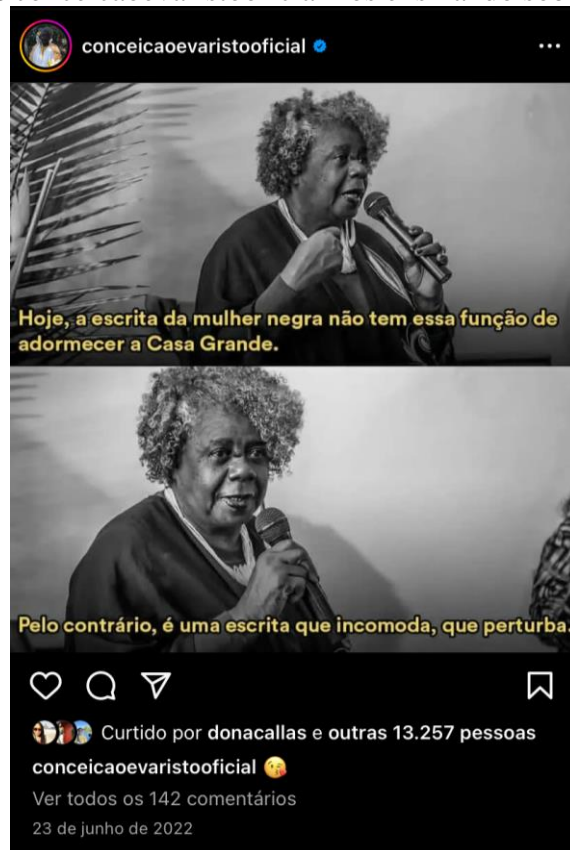 conceicaoevaristooficial
Hoje, a escrita da mulher negra não tem essa função de
adormecer a Casa Grande.
Pelo contrário, é uma escrita que incomoda, que perturba.
Curtido por donacallas e outras 13.257 pessoas
conceicaoevaristooficial 😘
Ver todos os 142 comentários
23 de junho de 2022